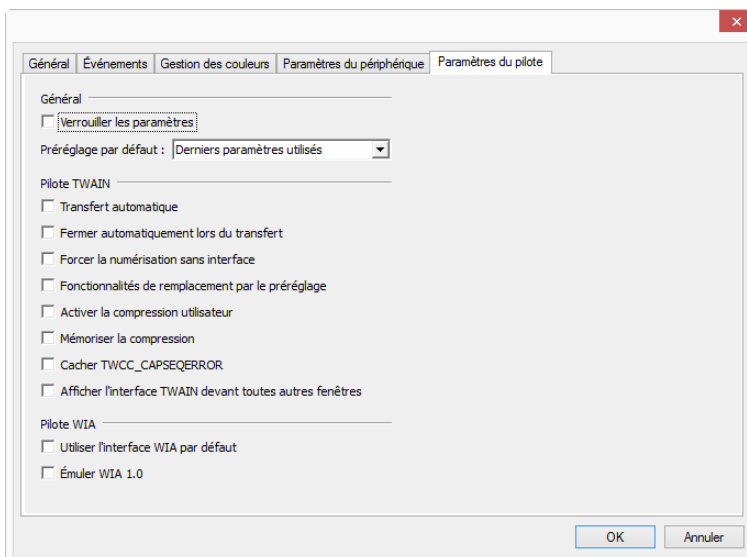 Général Événements Gestion des couleurs Paramètres du périphérique Paramètres du pilote
Général
Verrouiller les paramètres
Préréglage par défaut : Derniers paramètres utilisés
Pilote TWAIN
Transfert automatique
Fermer automatiquement lors du transfert
Forcer la numérisation sans interface
Fonctionnalités de remplacement par le préréglage
Activer la compression utilisateur
Mémoriser la compression
Cacher TWCC_CAPSEQERROR
Afficher l'interface TWAIN devant toutes autres fenêtres
Pilote WIA
Utiliser l'interface WIA par défaut
Émuler WIA 1.0
OK Annuler